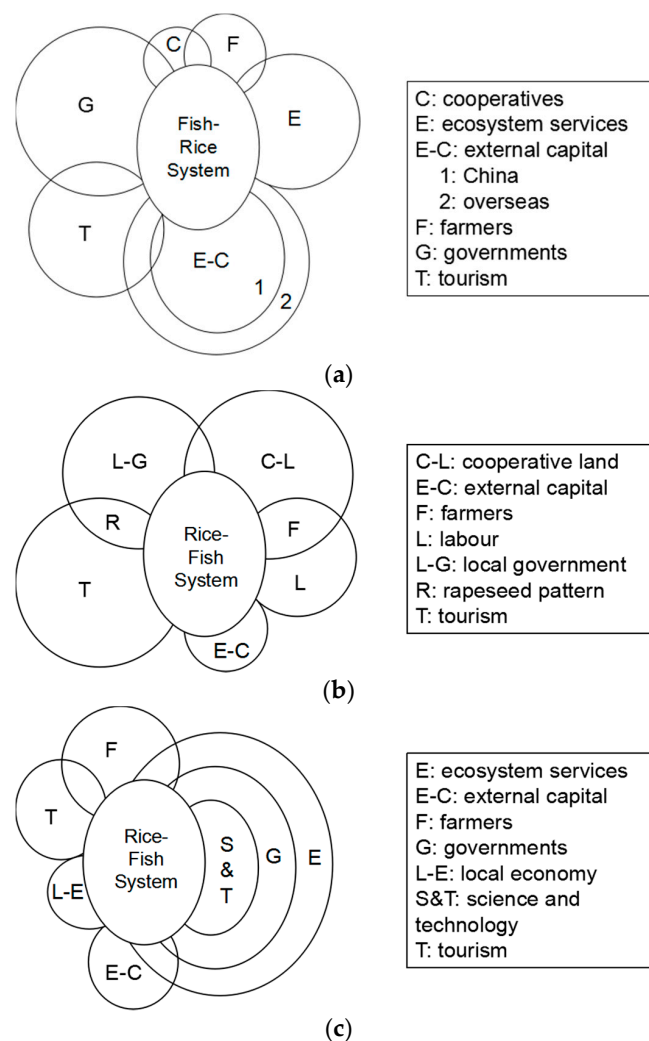 C
F
G
E
Fish-
Rice
System
T
E-C
1
2
C: cooperatives
E: ecosystem services
E-C: external capital
1: China
2: overseas
F: farmers
G: governments
T: tourism
(a)
L-G
C-L
R
F
Rice-
Fish
System
T
L
E-C
C-L: cooperative land
E-C: external capital
F: farmers
L: labour
L-G: local government
R: rapeseed pattern
T: tourism
(b)
F
T
Rice-
Fish
System
S
&
T
G
E
L-E
E-C
E: ecosystem services
E-C: external capital
F: farmers
G: governments
L-E: local economy
S&T: science and
technology
T: tourism
(c)